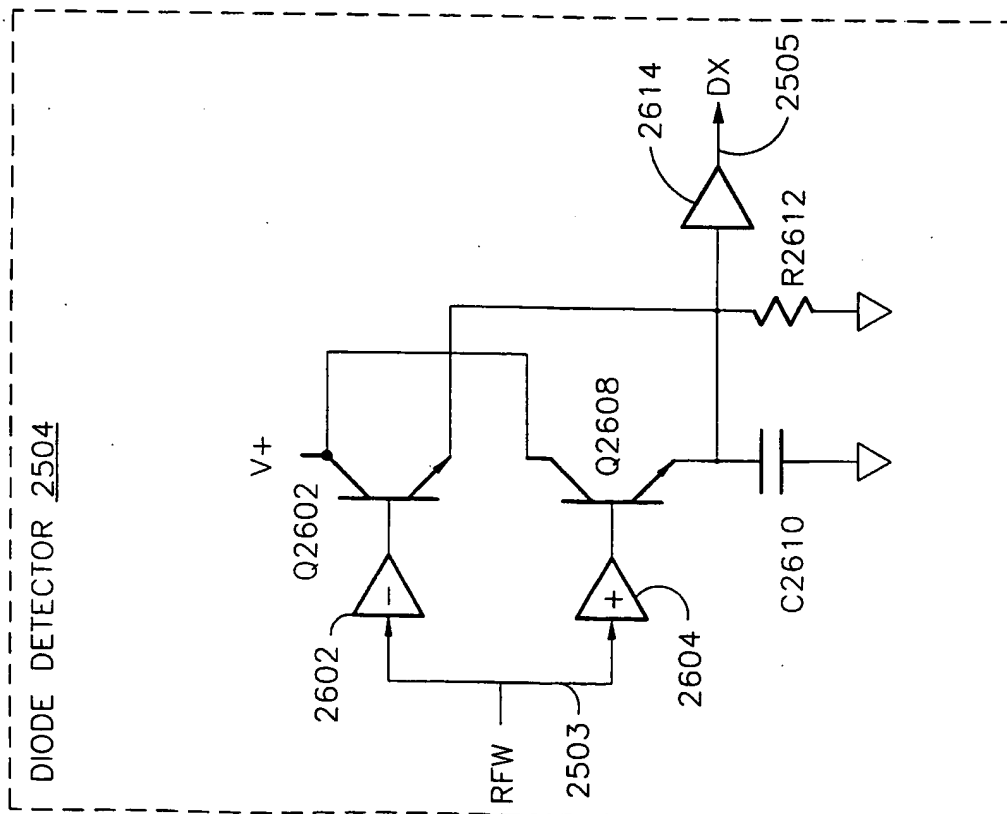 DIODE DETECTOR 2504
V+
Q2602
2602
−
RFW
2503
+
2604
Q2608
C2610
R2612
2614
DX
2505